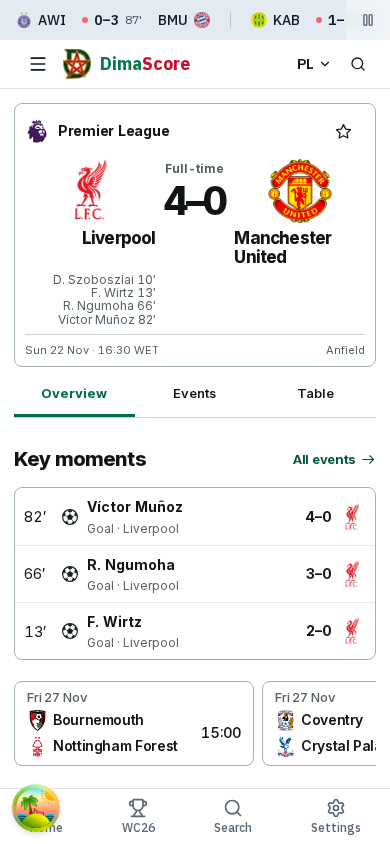 AWI 0–3 87' BMU KAB 1–
DimaScore PL
Premier League
Full-time
4–0
Liverpool Manchester United
D. Szoboszlai 10′
F. Wirtz 13′
R. Ngumoha 66′
Víctor Muñoz 82′
Sun 22 Nov · 16:30 WET Anfield
Overview Events Table
Key moments All events →
82′ Víctor Muñoz 4–0
Goal · Liverpool
66′ R. Ngumoha 3–0
Goal · Liverpool
13′ F. Wirtz 2–0
Goal · Liverpool
Fri 27 Nov
Bournemouth
Nottingham Forest
15:00
Fri 27 Nov
Coventry
Crystal
WC26 Search Settings